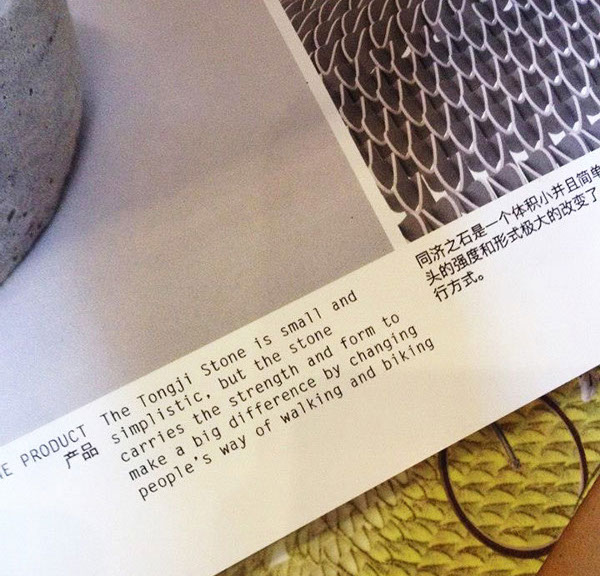 PRODUCT
产品
The Tongji Stone is small and
simplistic, but the stone
carries the strength and form to
make a big difference by changing
people's way of walking and biking
同济之石是一个体积小并且简单
头的强度和形式极大的改变了
行方式。